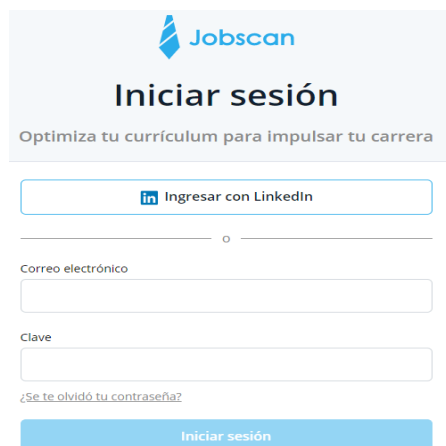 Jobscan
Iniciar sesión
Optimiza tu currículum para impulsar tu carrera
in Ingresar con LinkedIn
o
Correo electrónico
Clave
¿Se te olvidó tu contraseña?
Iniciar sesión